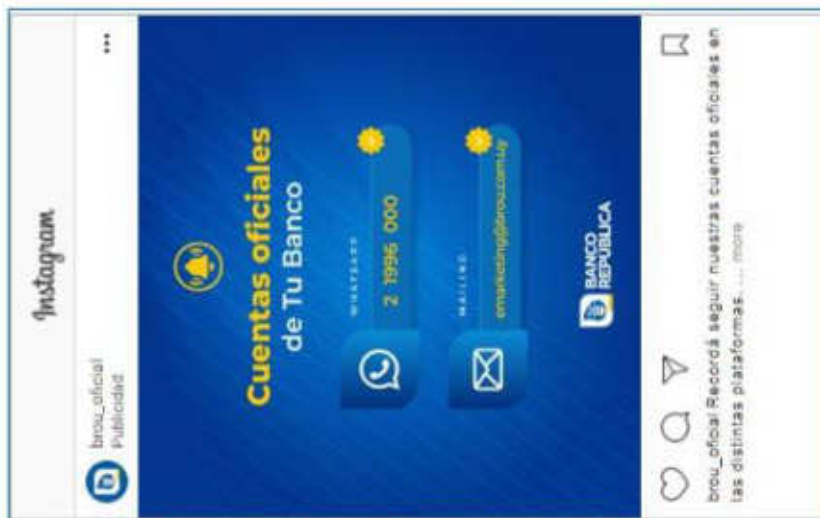 Instagram
brou_oficial
Publicidad
Cuentas oficiales
de Tu Banco
WHATSAPP
2 1996 000
MAILING
emarketing@brou.com.uy
BANCO
REPÚBLICA
brou_oficial Recordá seguir nuestras cuentas oficiales en
las distintas plataformas..... more